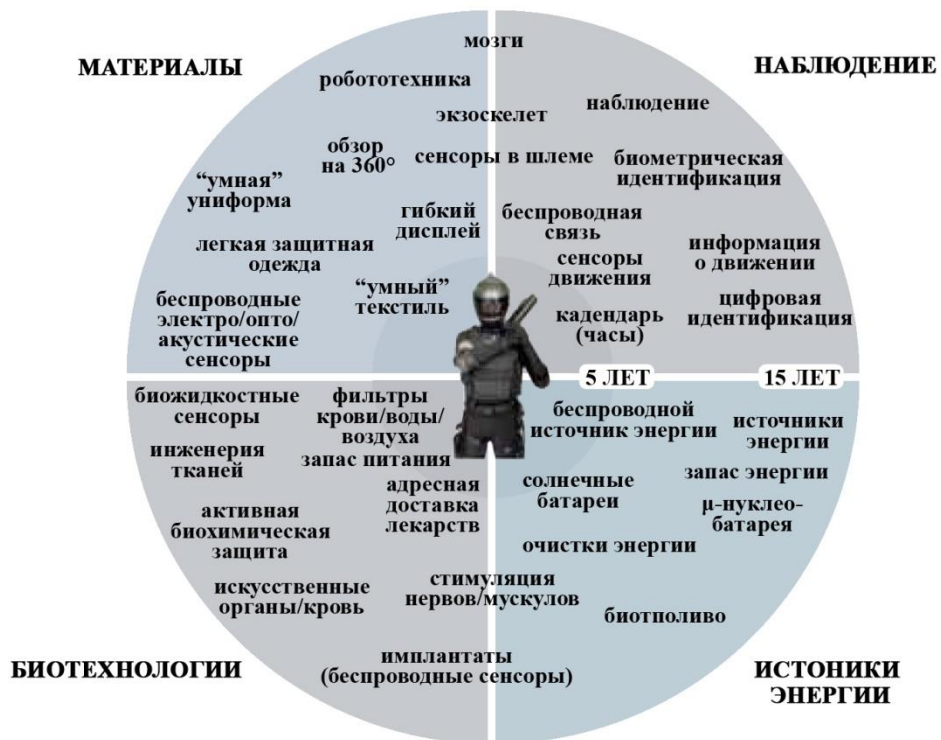 МАТЕРИАЛЫ
мозги
робототехника
экзоскелет
обзор
на 360°
сенсоры в шлеме
“умная”
униформа
гибкий
дисплей
легкая защитная
одежда
“умный”
текстиль
беспроводные
электро/опто/
акустические
сенсоры
НАБЛЮДЕНИЕ
наблюдение
биометрическая
идентификация
беспроводная
связь
сенсоры
движения
информация
о движении
календарь
(часы)
цифровая
идентификация
5 ЛЕТ
15 ЛЕТ
биожидкостные
сенсоры
фильтры
крови/воды/
воздуха
инженерия
тканей
запас питания
адресная
доставка
лекарств
активная
биохимическая
защита
искусственные
органы/кровь
стимуляция
нервов/мускулов
имплантаты
(беспроводные сенсоры)
БИОТЕХНОЛОГИИ
беспроводной
источник энергии
источники
энергии
солнечные
батареи
запас энергии
μ-нуклео-
батарея
очистки энергии
биотполиво
ИСТОНИКИ
ЭНЕРГИИ